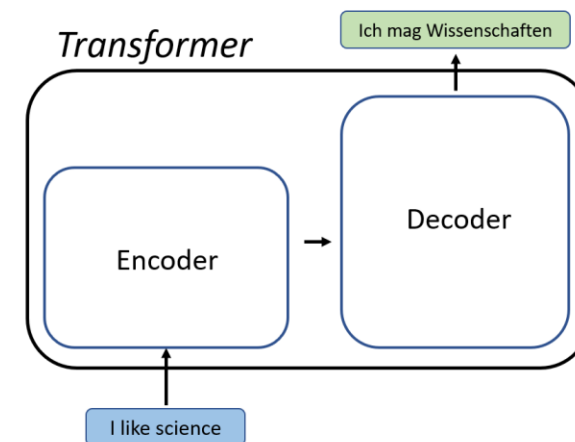 Transformer
Ich mag Wissenschaften
Encoder
Decoder
I like science